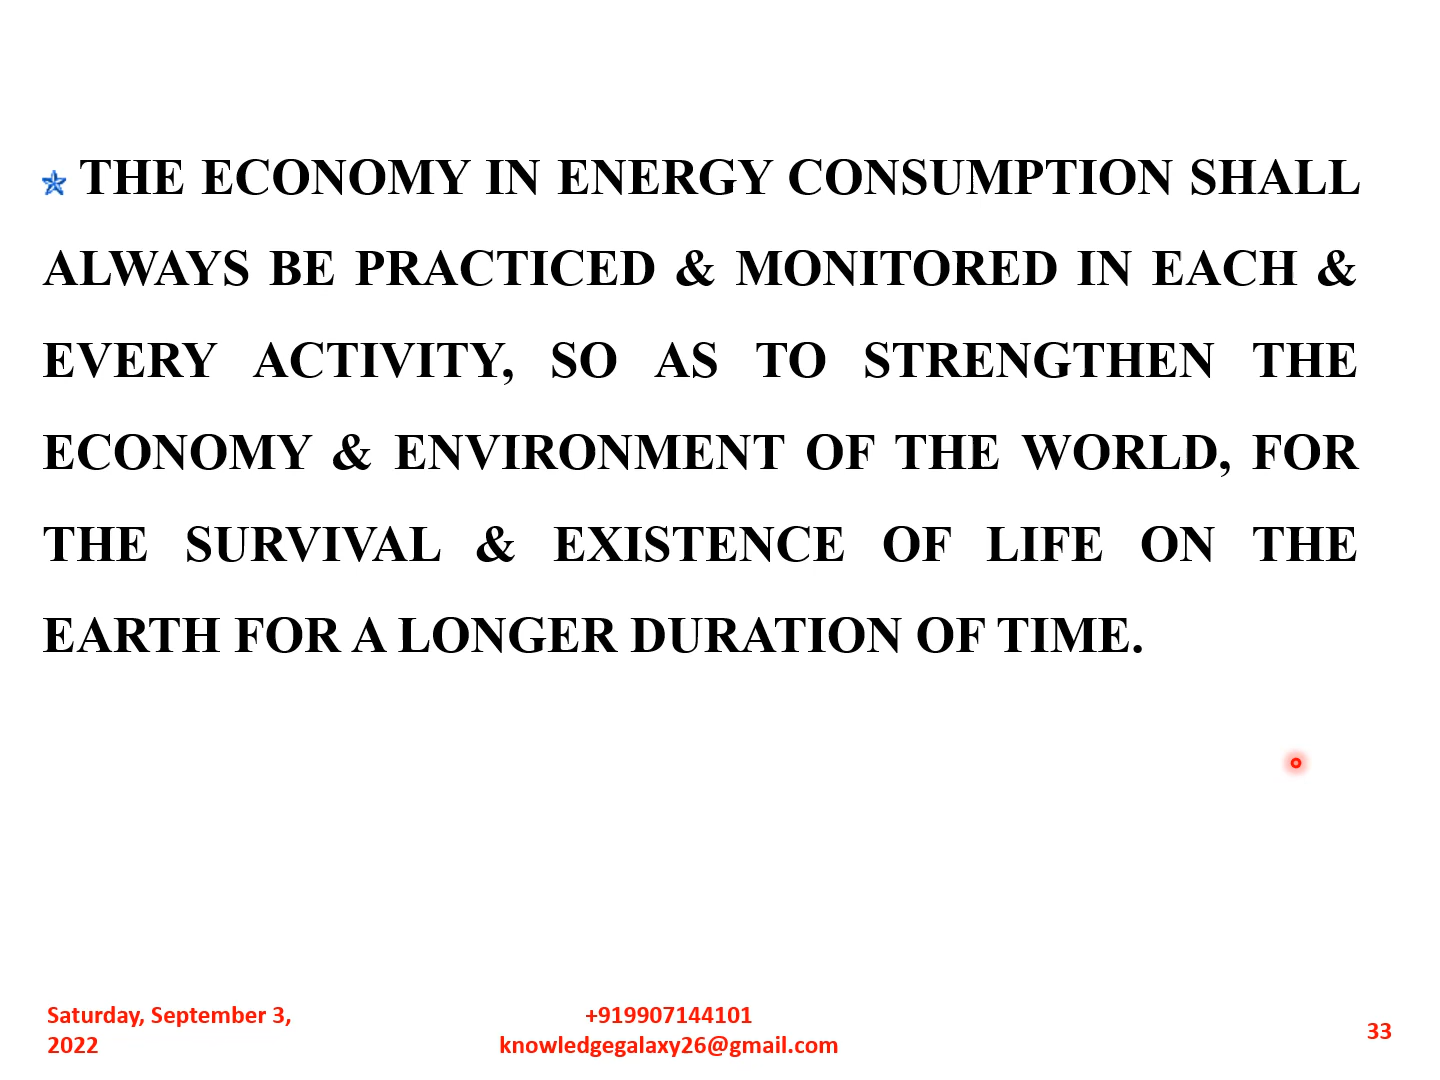 THE ECONOMY IN ENERGY CONSUMPTION SHALL
ALWAYS BE PRACTICED & MONITORED IN EACH &
EVERY ACTIVITY, SO AS TO STRENGTHEN THE
ECONOMY & ENVIRONMENT OF THE WORLD, FOR
THE SURVIVAL & EXISTENCE OF LIFE ON THE
EARTH FOR A LONGER DURATION OF TIME.
Saturday, September 3,
2022
+919907144101
knowledgegalaxy26@gmail.com
33